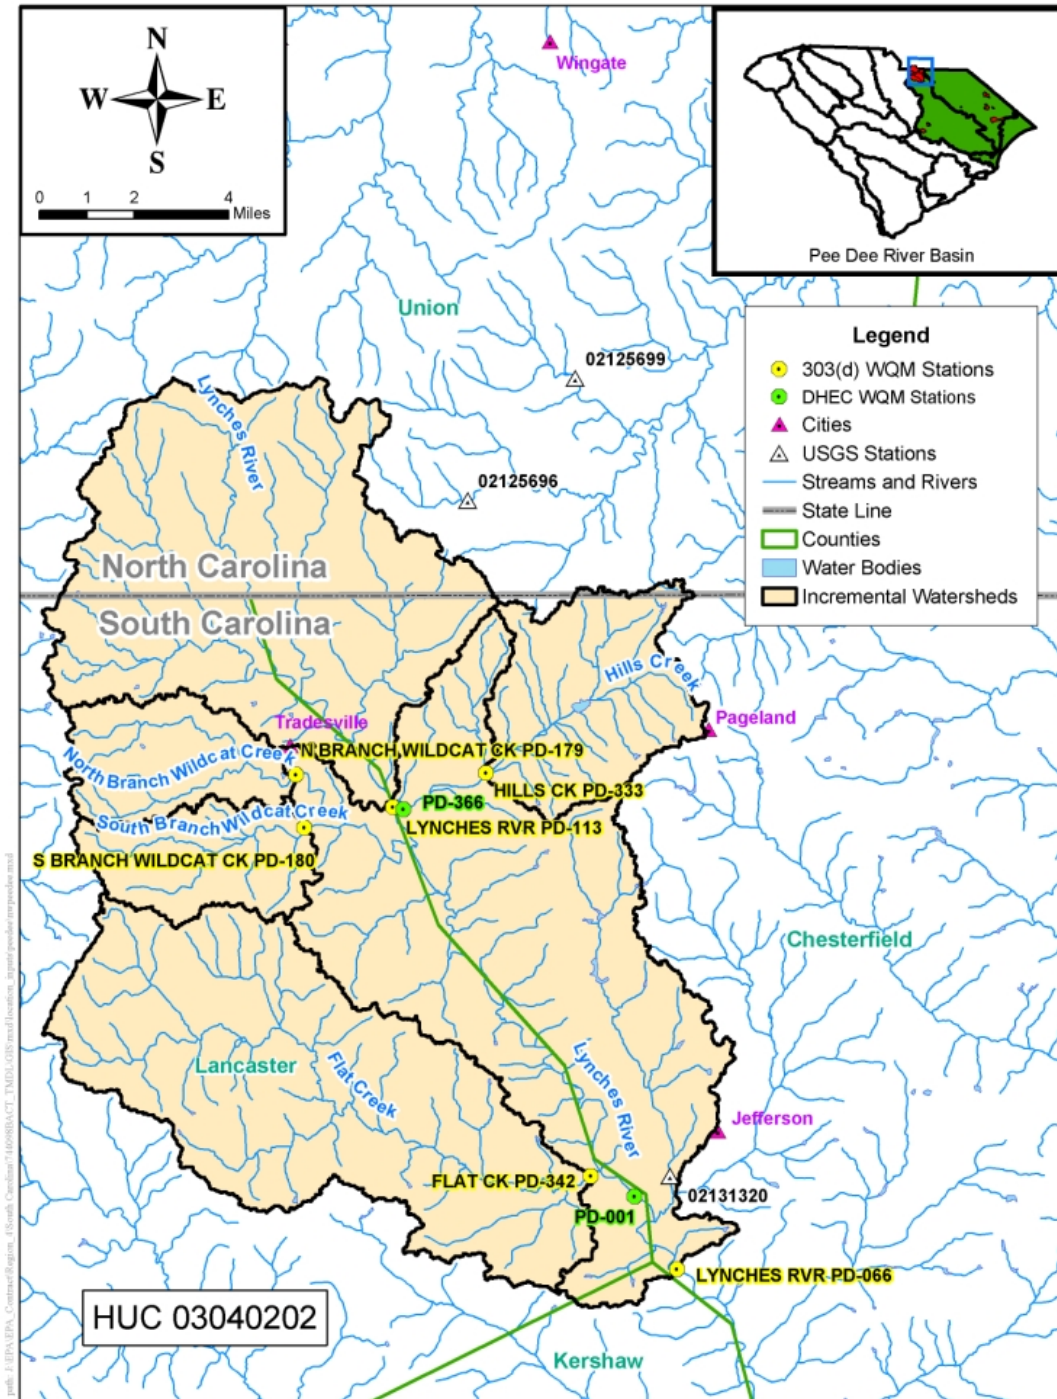 N
W E
S
0 1 2 4
Miles
Wingate
Pee Dee River Basin
Union
02125699
Legend
303(d) WQM Stations
DHEC WQM Stations
Cities
USGS Stations
Streams and Rivers
State Line
Counties
Water Bodies
Incremental Watersheds
Lynches River
02125696
North Carolina
South Carolina
Hills Creek
Pageland
Tradesville
N BRANCH WILDCAT CK PD-179
North Branch Wildcat Creek
HILLS CK PD-333
PD-366
South Branch Wildcat Creek
LYNCHES RVR PD-113
S BRANCH WILDCAT CK PD-180
Chesterfield
Lancaster
Flat Creek
Lynches River
Jefferson
FLAT CK PD-342
02131320
PD-001
LYNCHES RVR PD-066
HUC 03040202
Kershaw